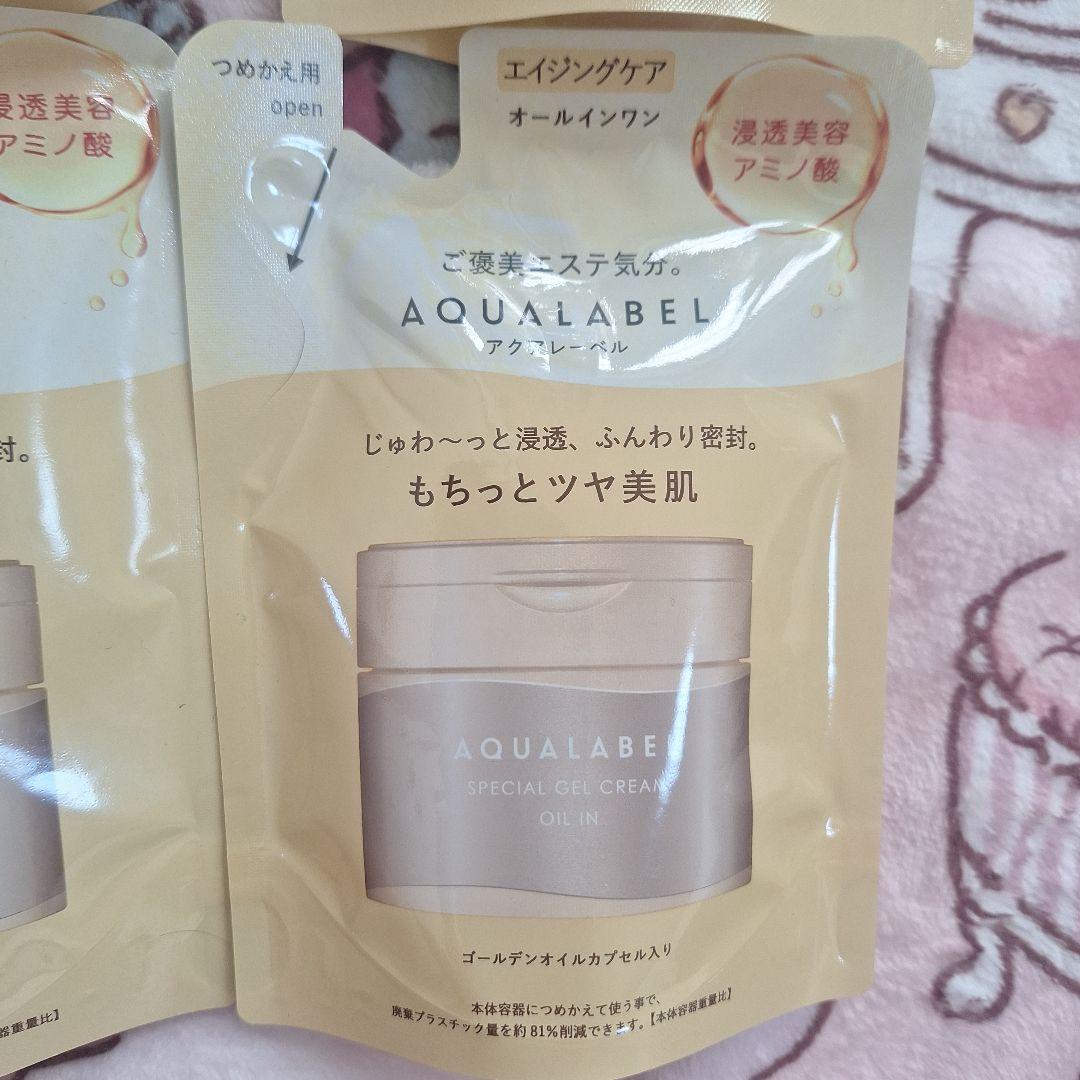 浸透美容
アミノ酸
封。
器重量比】
つめかえ用
open
エイジングケア
オールインワン
浸透美容
アミノ酸
ご褒美エステ気分。
AQUALABEL
アクアレーベル
じゅわ〜っと浸透、ふんわり密封。
もちっとツヤ美肌
AQUALABEL
SPECIAL GEL CREAM
OIL IN
ゴールデンオイルカプセル入り
本体容器につめかえて使う事で、
廃棄プラスチック量を約81%削減できます。【本体容器重量比】